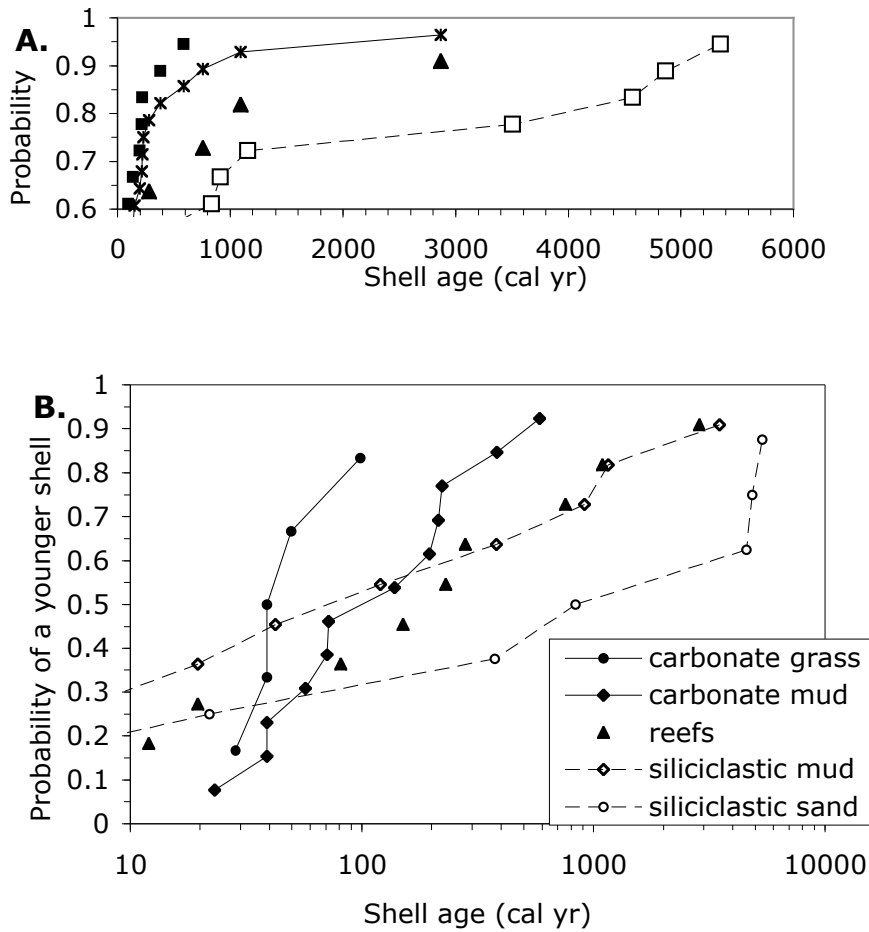 A.
Probability
1
0.9
0.8
0.7
0.6
0 1000 2000 3000 4000 5000 6000
Shell age (cal yr)
B.
Probability of a younger shell
1
0.9
0.8
0.7
0.6
0.5
0.4
0.3
0.2
0.1
0
10 100 1000 10000
Shell age (cal yr)
carbonate grass
carbonate mud
reefs
siliciclastic mud
siliciclastic sand